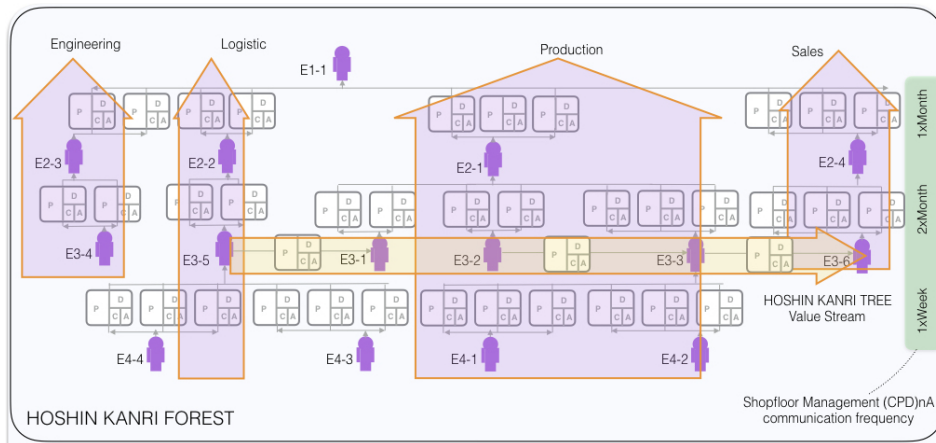 Engineering
Logistic
Production
Sales
E1-1
P D C A P D C A P D C A P D C A P D C A P D C A P D C A P D C A P D C A P D C A
1xMonth
E2-3
E2-2
E2-1
E2-4
P D C A P D C A P D C A P D C A P D C A P D C A P D C A P D C A P D C A P D C A P D C A P D C A P D C A P D C A
2xMonth
E3-4
E3-5
P D C A
E3-1
E3-2
P D C A
E3-3
P D C A
E3-6
HOSHIN KANRI TREE
Value Stream
P D C A P D C A P D C A P D C A P D C A P D C A P D C A P D C A P D C A P D C A P D C A P D C A
1xWeek
E4-4
E4-3
E4-1
E4-2
Shopfloor Management (CPD)nA
communication frequency
HOSHIN KANRI FOREST